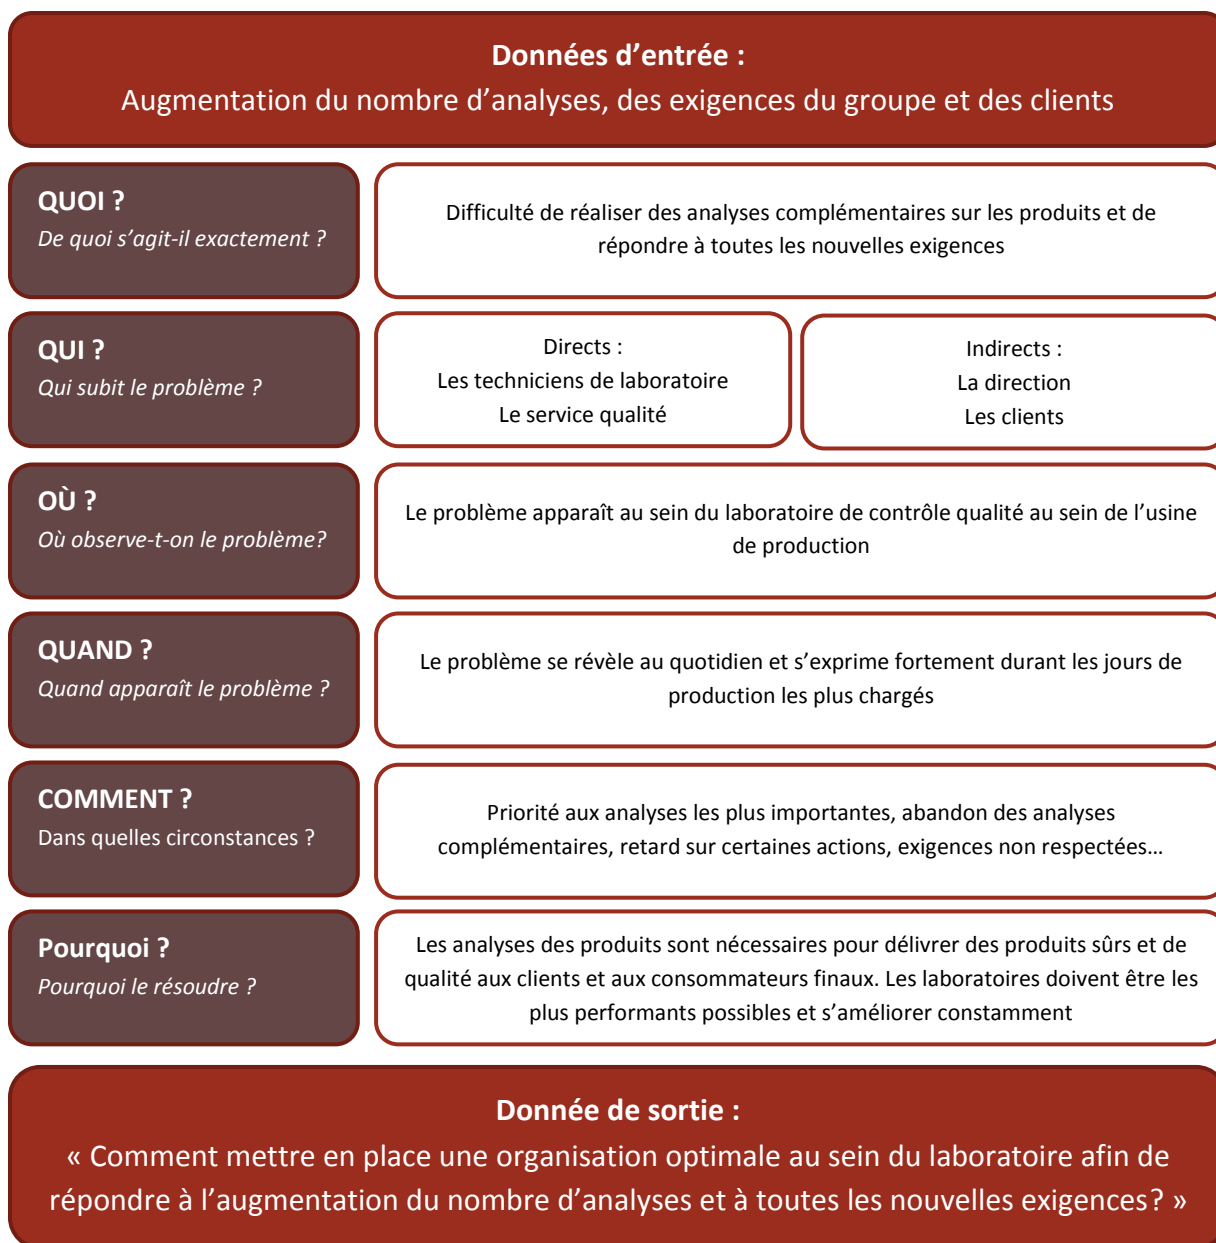 Données d’entrée :
Augmentation du nombre d’analyses, des exigences du groupe et des clients
QUOI ?
De quoi s’agit-il exactement ?
Difficulté de réaliser des analyses complémentaires sur les produits et de
répondre à toutes les nouvelles exigences
QUI ?
Qui subit le problème ?
Directs :
Les techniciens de laboratoire
Le service qualité
Indirects :
La direction
Les clients
OÙ ?
Où observe-t-on le problème?
Le problème apparaît au sein du laboratoire de contrôle qualité au sein de l’usine
de production
QUAND ?
Quand apparaît le problème ?
Le problème se révèle au quotidien et s’exprime fortement durant les jours de
production les plus chargés
COMMENT ?
Dans quelles circonstances ?
Priorité aux analyses les plus importantes, abandon des analyses
complémentaires, retard sur certaines actions, exigences non respectées…
Pourquoi ?
Pourquoi le résoudre ?
Les analyses des produits sont nécessaires pour délivrer des produits sûrs et de
qualité aux clients et aux consommateurs finaux. Les laboratoires doivent être les
plus performants possibles et s’améliorer constamment
Donnée de sortie :
« Comment mettre en place une organisation optimale au sein du laboratoire afin de
répondre à l’augmentation du nombre d’analyses et à toutes les nouvelles exigences? »